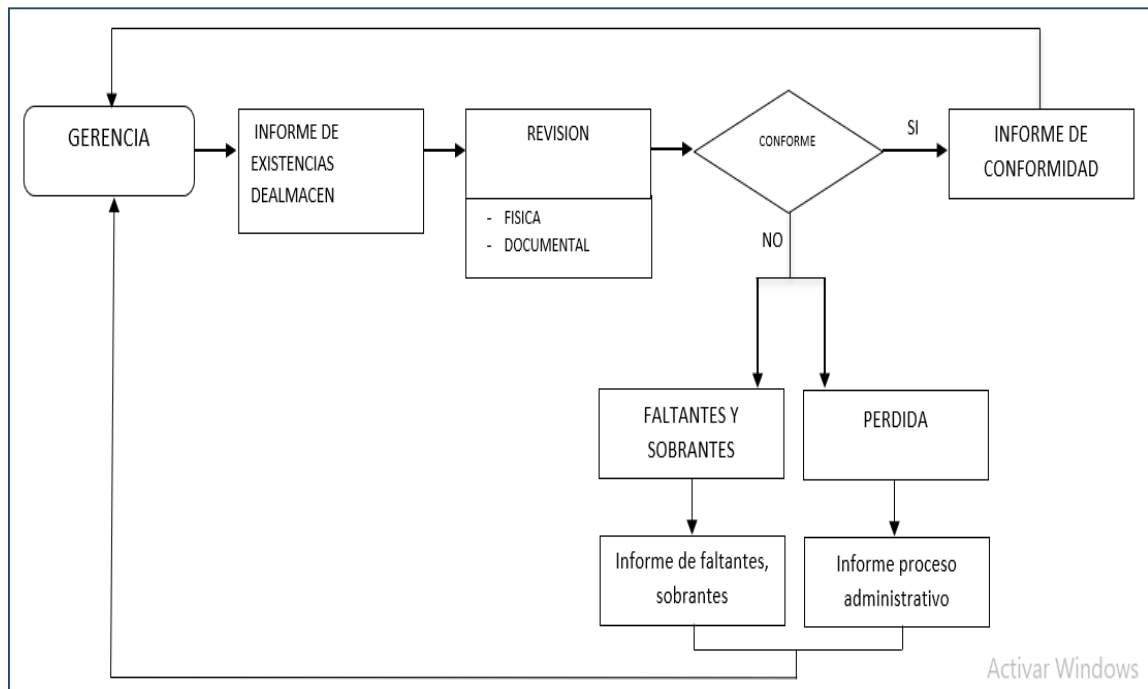 GERENCIA
INFORME DE
EXISTENCIAS
DEALMACEN
REVISION
- FISICA
- DOCUMENTAL
CONFORME
SI
INFORME DE
CONFORMIDAD
NO
FALTANTES Y
SOBRANTES
PERDIDA
Informe de faltantes,
sobrantes
Informe proceso
administrativo
Activar Windows